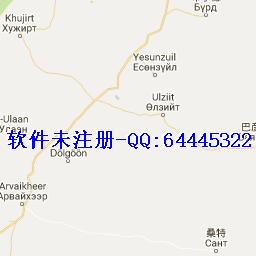 Бүрд
Khujirt
Хужирт
Yesunzuil
Есөнзүйл
Ulziit
Өлзийт
-Ulaan
软件未注册-QQ:64445322
Dolgoon
Arvaikheer
Арвайхээр
桑特
Сант